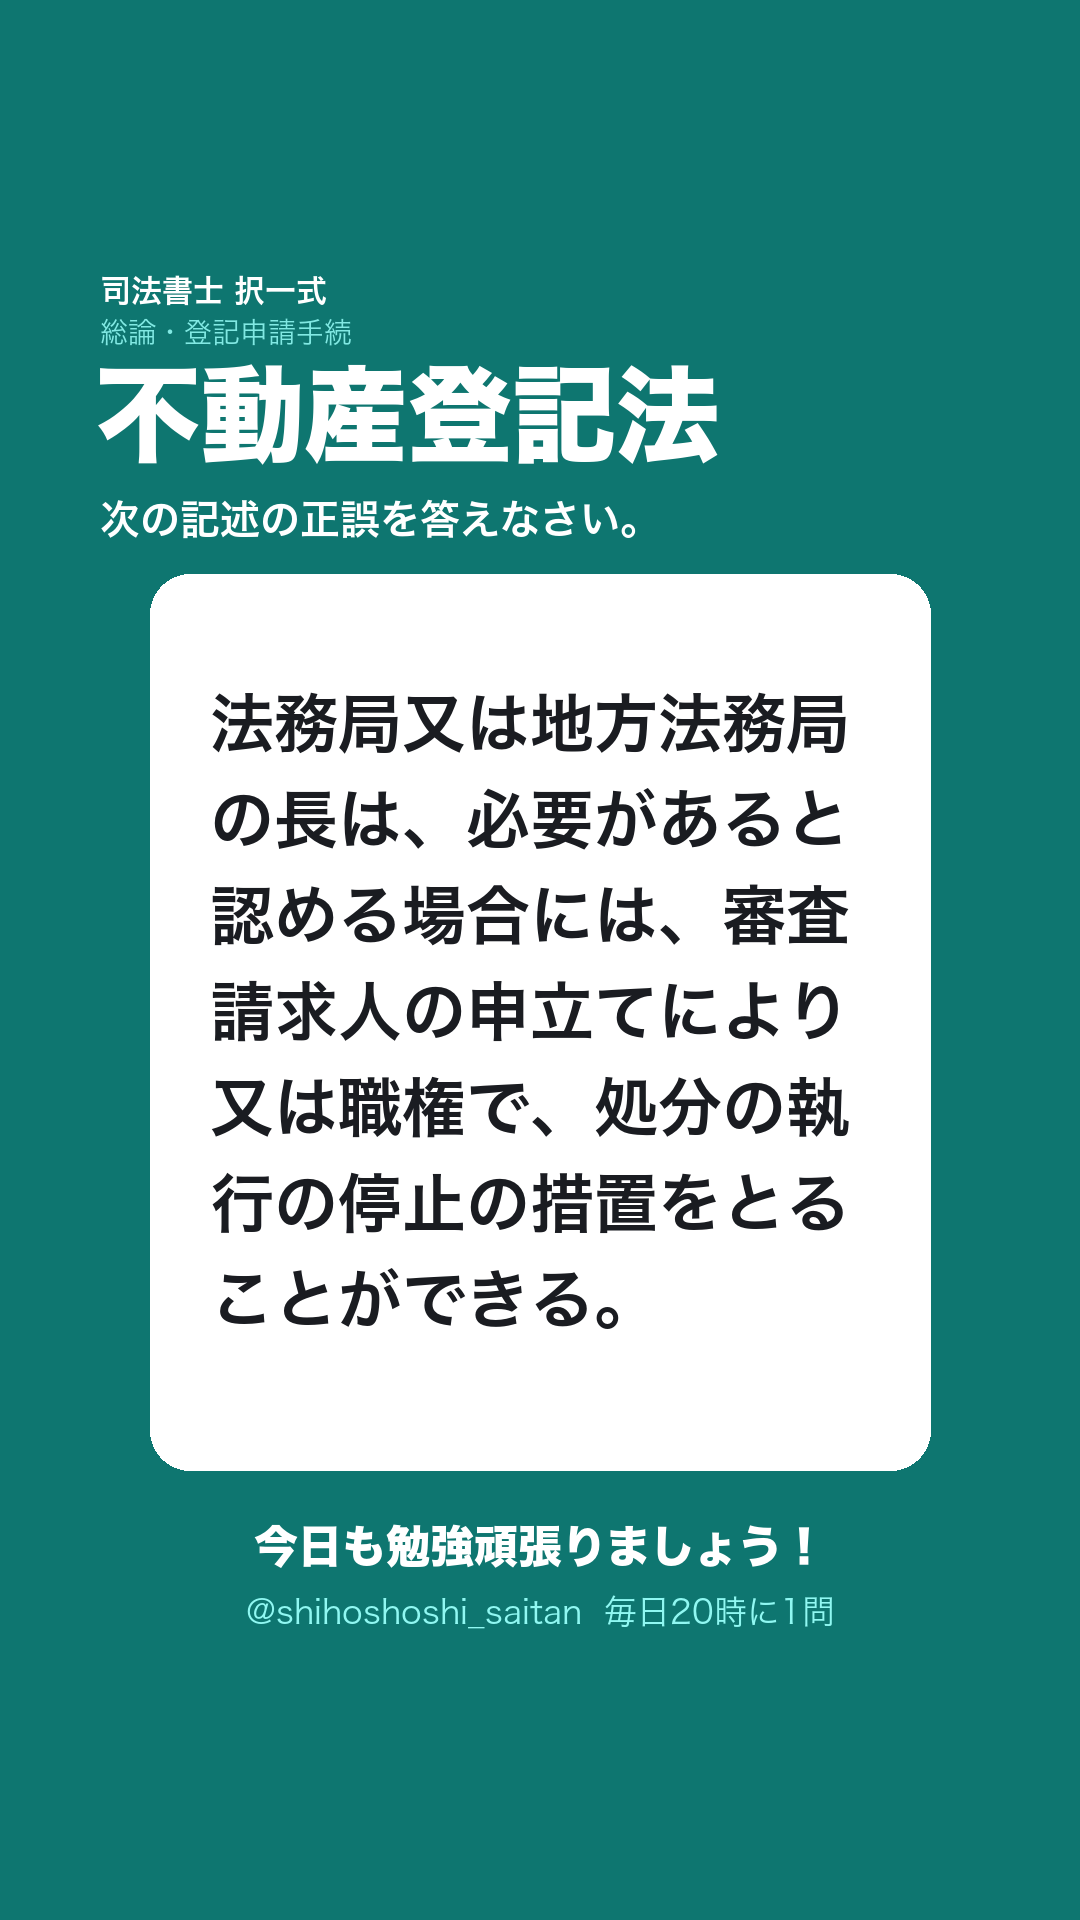 司法書士 択一式
総論・登記申請手続
不動産登記法
次の記述の正誤を答えなさい。
法務局又は地方法務局
の長は、必要があると
認める場合には、審査
請求人の申立てにより
又は職権で、処分の執
行の停止の措置をとる
ことができる。
今日も勉強頑張りましょう！
@shihoshoshi_saitan 毎日20時に1問